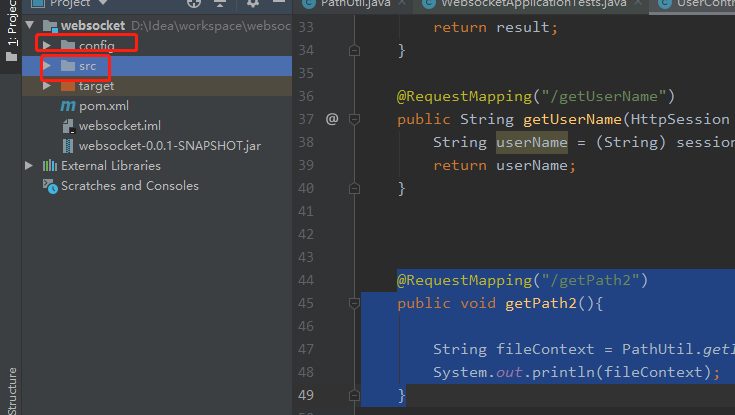 Project
1: Project
websocket D:\Idea\workspace\websoc
config
src
target
pom.xml
websocket.iml
websocket-0.0.1-SNAPSHOT.jar
External Libraries
Scratches and Consoles
Structure
PathUtil.java
WebsocketApplicationTests.java
UserContr
33 return result;
34 }
35
36 @RequestMapping("/getUserName")
37 @ public String getUserName(HttpSession
38 String userName = (String) session
39 return userName;
40 }
41
42
43
44 @RequestMapping("/getPath2")
45 public void getPath2(){
46
47 String fileContext = PathUtil.getI
48 System.out.println(fileContext);
49 }
50